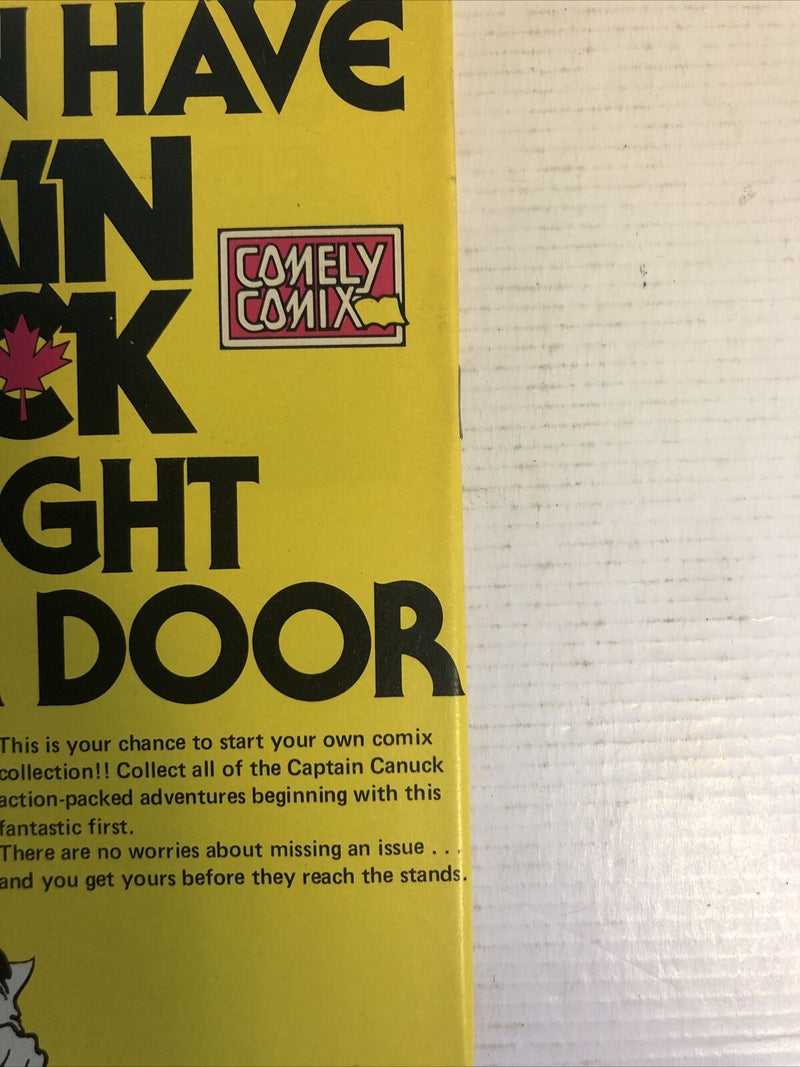 N HAVE
AIN
COMELY
COMIX
CK
GHT
DOOR
This is your chance to start your own comix
collection!! Collect all of the Captain Canuck
action-packed adventures beginning with this
fantastic first.
There are no worries about missing an issue . . .
and you get yours before they reach the stands.